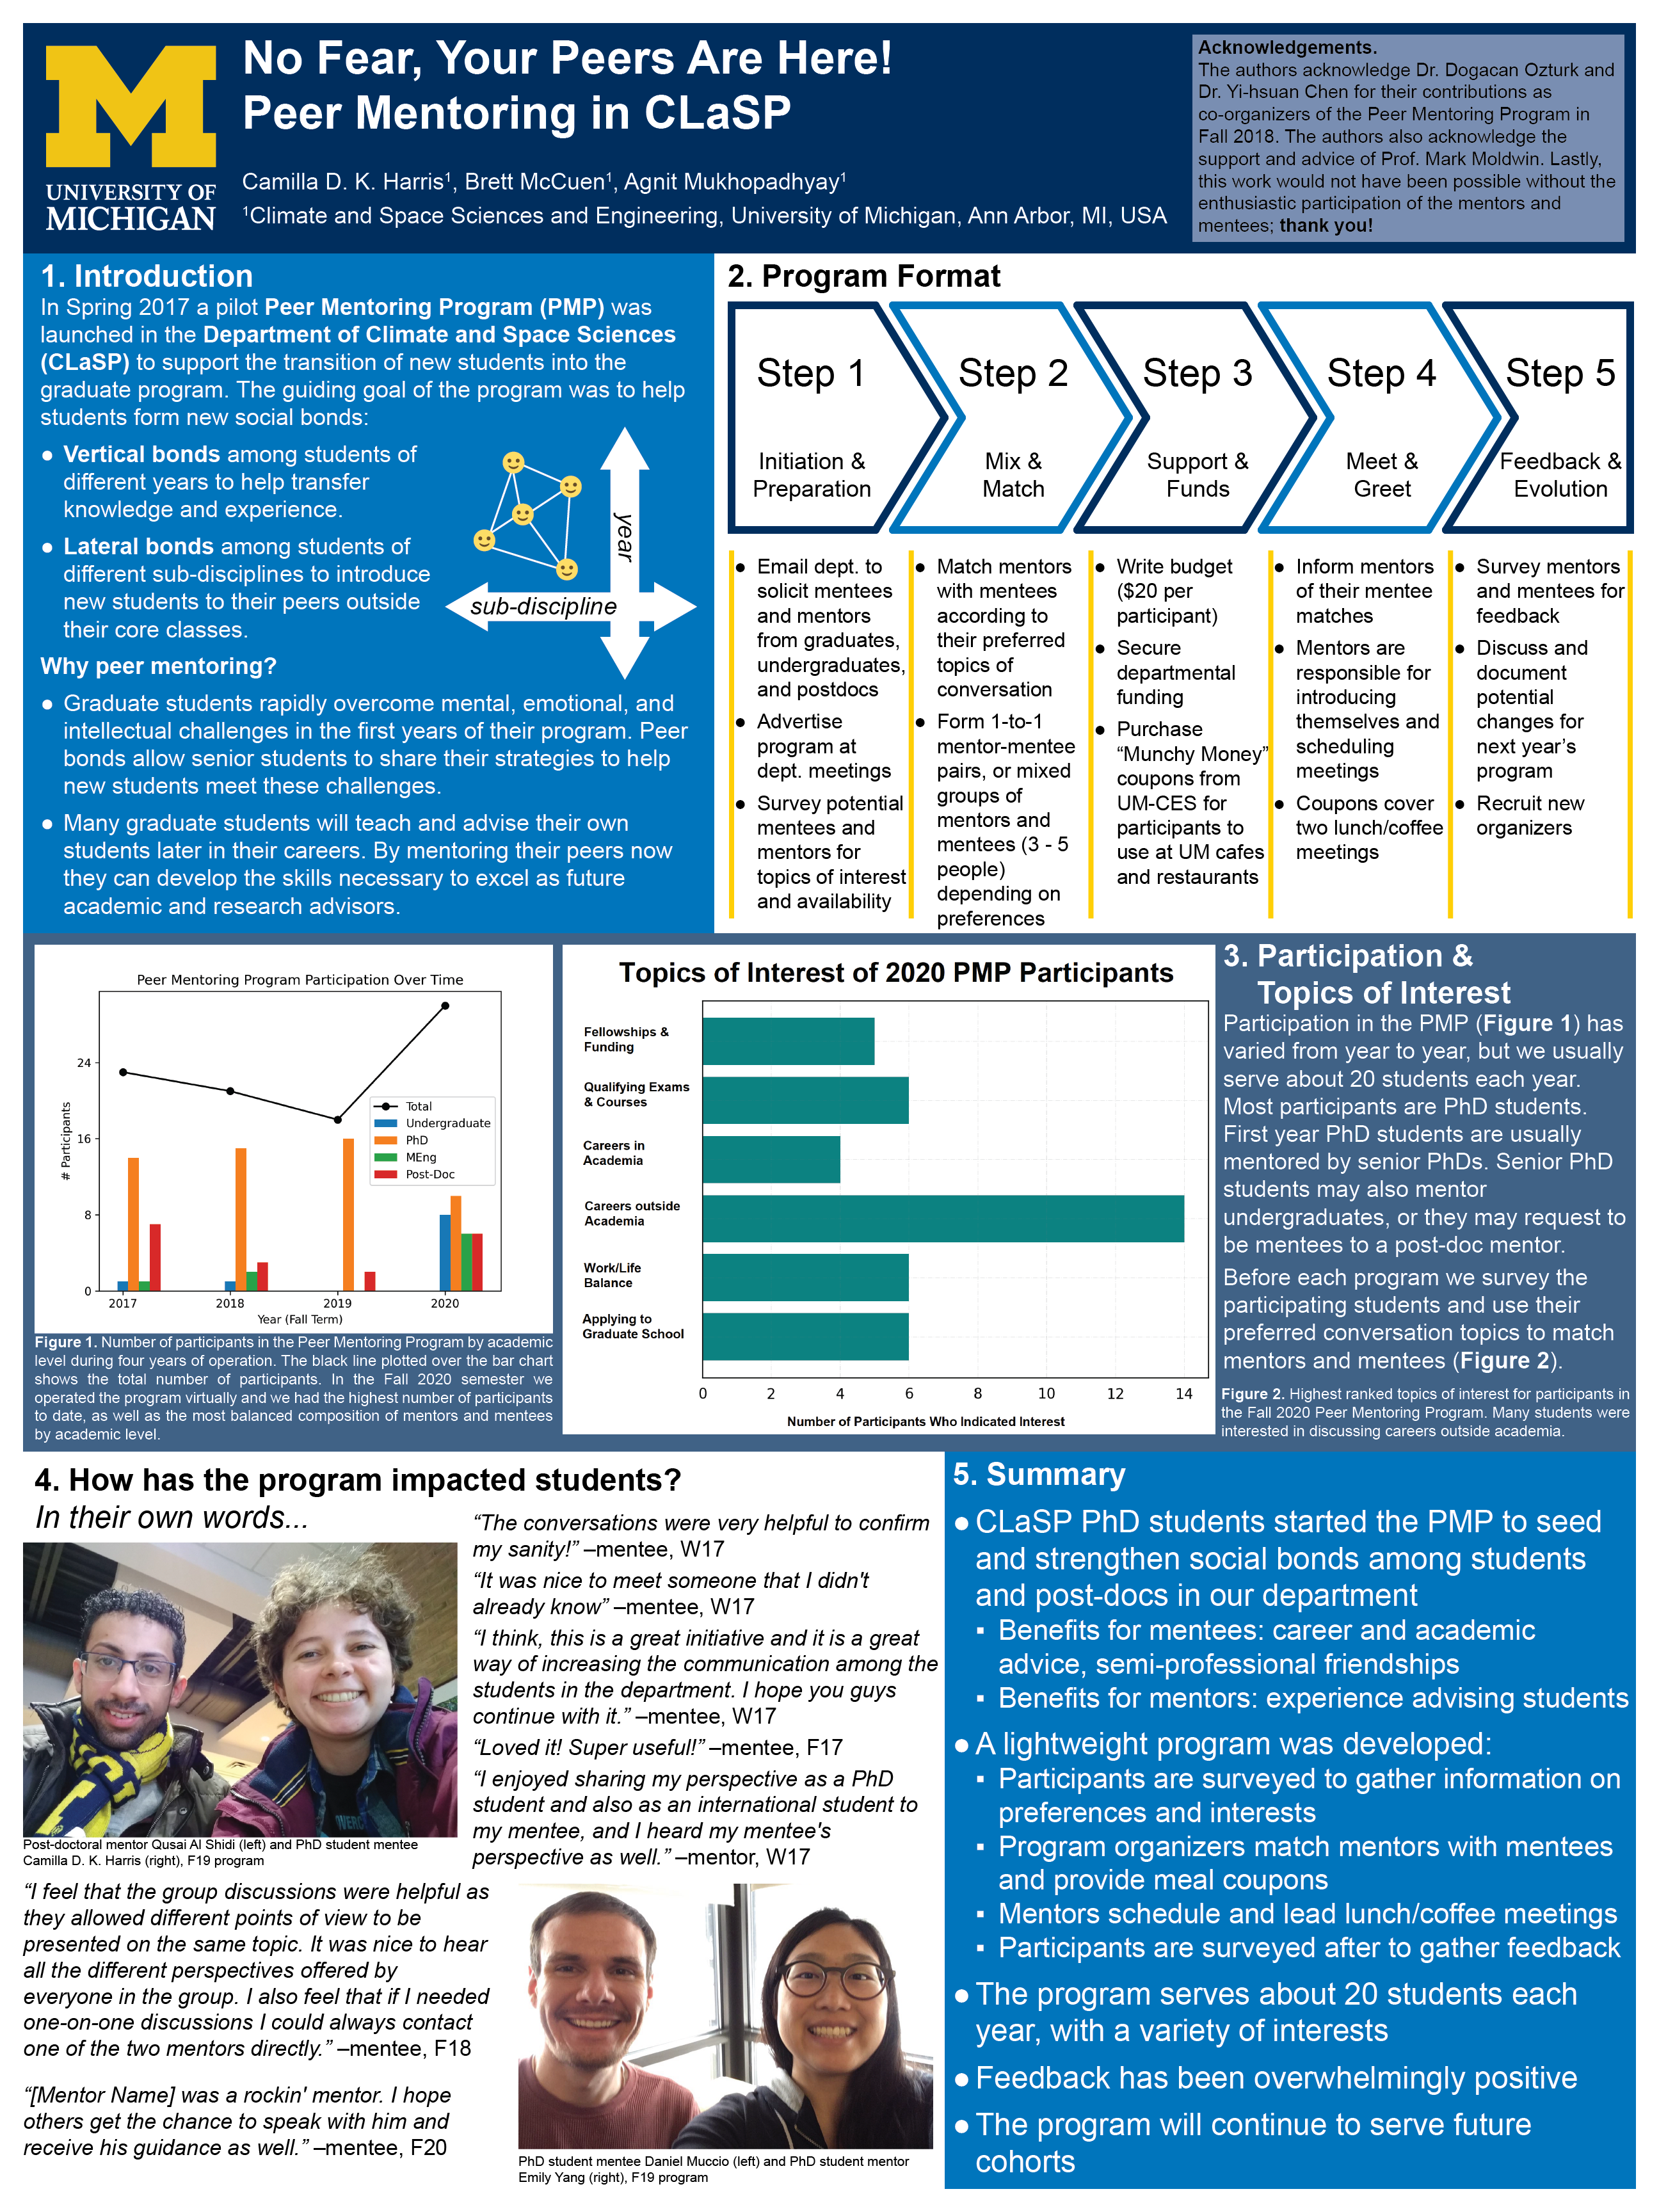 UNIVERSITY OF
MICHIGAN
No Fear, Your Peers Are Here!
Peer Mentoring in CLaSP
Camilla D. K. Harris¹, Brett McCuen¹, Agnit Mukhopadhyay¹
¹Climate and Space Sciences and Engineering, University of Michigan, Ann Arbor, MI, USA
Acknowledgements.
The authors acknowledge Dr. Dogacan Ozturk and
Dr. Yi-hsuan Chen for their contributions as
co-organizers of the Peer Mentoring Program in
Fall 2018. The authors also acknowledge the
support and advice of Prof. Mark Moldwin. Lastly,
this work would not have been possible without the
enthusiastic participation of the mentors and
mentees; thank you!
1. Introduction
In Spring 2017 a pilot Peer Mentoring Program (PMP) was
launched in the Department of Climate and Space Sciences
(CLaSP) to support the transition of new students into the
graduate program. The guiding goal of the program was to help
students form new social bonds:
● Vertical bonds among students of
different years to help transfer
knowledge and experience.
● Lateral bonds among students of
different sub-disciplines to introduce
new students to their peers outside
their core classes.
year
sub-discipline
Why peer mentoring?
● Graduate students rapidly overcome mental, emotional, and
intellectual challenges in the first years of their program. Peer
bonds allow senior students to share their strategies to help
new students meet these challenges.
● Many graduate students will teach and advise their own
students later in their careers. By mentoring their peers now
they can develop the skills necessary to excel as future
academic and research advisors.
2. Program Format
Step 1
Initiation &
Preparation
Step 2
Mix &
Match
Step 3
Support &
Funds
Step 4
Meet &
Greet
Step 5
Feedback &
Evolution
● Email dept. to
solicit mentees
and mentors
from graduates,
undergraduates,
and postdocs
● Advertise
program at
dept. meetings
● Survey potential
mentees and
mentors for
topics of interest
and availability
● Match mentors
with mentees
according to
their preferred
topics of
conversation
● Form 1-to-1
mentor-mentee
pairs, or mixed
groups of
mentors and
mentees (3 - 5
people)
depending on
preferences
● Write budget
($20 per
participant)
● Secure
departmental
funding
● Purchase
“Munchy Money”
coupons from
UM-CES for
participants to
use at UM cafes
and restaurants
● Inform mentors
of their mentee
matches
● Mentors are
responsible for
introducing
themselves and
scheduling
meetings
● Coupons cover
two lunch/coffee
meetings
● Survey mentors
and mentees for
feedback
● Discuss and
document
potential
changes for
next year’s
program
● Recruit new
organizers
Peer Mentoring Program Participation Over Time
# Participants
24
16
8
0
Total
Undergraduate
PhD
MEng
Post-Doc
2017 2018 2019 2020
Year (Fall Term)
Figure 1. Number of participants in the Peer Mentoring Program by academic
level during four years of operation. The black line plotted over the bar chart
shows the total number of participants. In the Fall 2020 semester we
operated the program virtually and we had the highest number of participants
to date, as well as the most balanced composition of mentors and mentees
by academic level.
Topics of Interest of 2020 PMP Participants
Fellowships &
Funding
Qualifying Exams
& Courses
Careers in
Academia
Careers outside
Academia
Work/Life
Balance
Applying to
Graduate School
0 2 4 6 8 10 12 14
Number of Participants Who Indicated Interest
3. Participation &
Topics of Interest
Participation in the PMP (Figure 1) has
varied from year to year, but we usually
serve about 20 students each year.
Most participants are PhD students.
First year PhD students are usually
mentored by senior PhDs. Senior PhD
students may also mentor
undergraduates, or they may request to
be mentees to a post-doc mentor.
Before each program we survey the
participating students and use their
preferred conversation topics to match
mentors and mentees (Figure 2).
Figure 2. Highest ranked topics of interest for participants in
the Fall 2020 Peer Mentoring Program. Many students were
interested in discussing careers outside academia.
4. How has the program impacted students?
In their own words...
Post-doctoral mentor Qusai Al Shidi (left) and PhD student mentee
Camilla D. K. Harris (right), F19 program
“The conversations were very helpful to confirm
my sanity!” –mentee, W17
“It was nice to meet someone that I didn't
already know” –mentee, W17
“I think, this is a great initiative and it is a great
way of increasing the communication among the
students in the department. I hope you guys
continue with it.” –mentee, W17
“Loved it! Super useful!” –mentee, F17
“I enjoyed sharing my perspective as a PhD
student and also as an international student to
my mentee, and I heard my mentee's
perspective as well.” –mentor, W17
“I feel that the group discussions were helpful as
they allowed different points of view to be
presented on the same topic. It was nice to hear
all the different perspectives offered by
everyone in the group. I also feel that if I needed
one-on-one discussions I could always contact
one of the two mentors directly.” –mentee, F18
“[Mentor Name] was a rockin' mentor. I hope
others get the chance to speak with him and
receive his guidance as well.” –mentee, F20
PhD student mentee Daniel Muccio (left) and PhD student mentor
Emily Yang (right), F19 program
5. Summary
● CLaSP PhD students started the PMP to seed
and strengthen social bonds among students
and post-docs in our department
▪ Benefits for mentees: career and academic
advice, semi-professional friendships
▪ Benefits for mentors: experience advising students
● A lightweight program was developed:
▪ Participants are surveyed to gather information on
preferences and interests
▪ Program organizers match mentors with mentees
and provide meal coupons
▪ Mentors schedule and lead lunch/coffee meetings
▪ Participants are surveyed after to gather feedback
● The program serves about 20 students each
year, with a variety of interests
● Feedback has been overwhelmingly positive
● The program will continue to serve future
cohorts